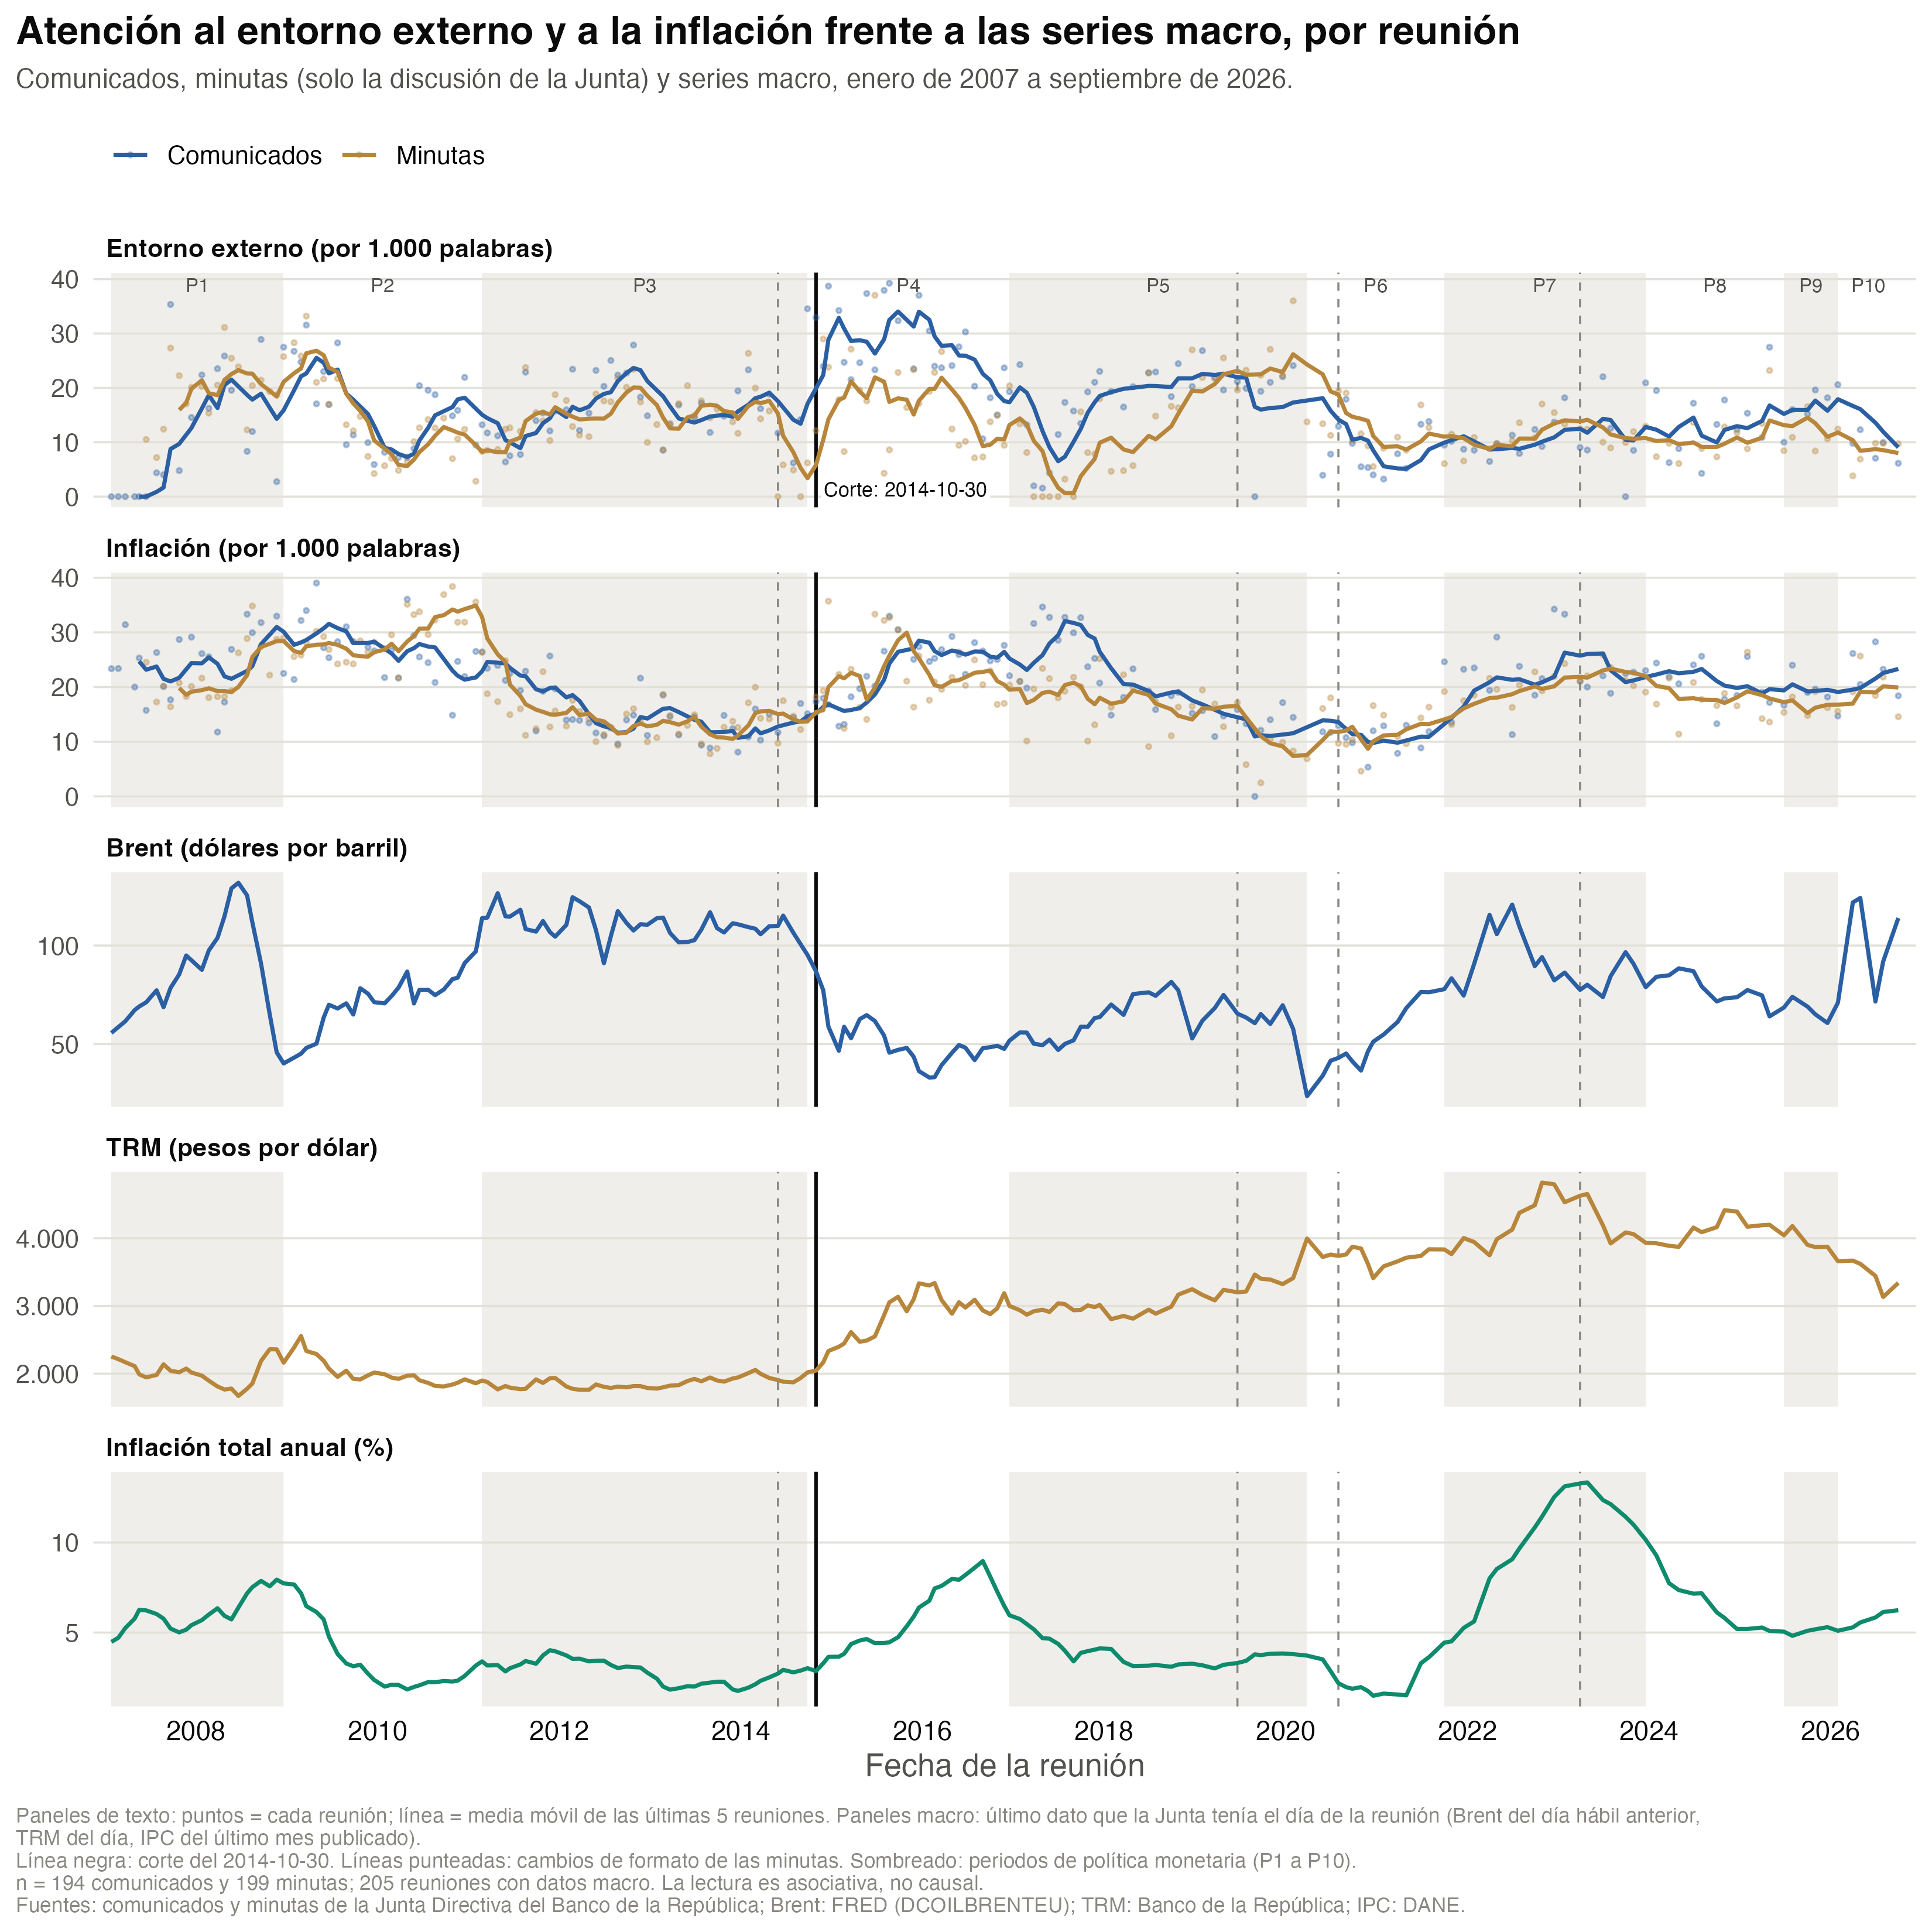 Atención al entorno externo y a la inflación frente a las series macro, por reunión
Comunicados, minutas (solo la discusión de la Junta) y series macro, enero de 2007 a septiembre de 2026.
Comunicados
Minutas
Entorno externo (por 1.000 palabras)
P1
P2
P3
P4
P5
P6
P7
P8
P9
P10
40
30
20
10
0
Corte: 2014-10-30
Inflación (por 1.000 palabras)
40
30
20
10
0
Brent (dólares por barril)
100
50
TRM (pesos por dólar)
4.000
3.000
2.000
Inflación total anual (%)
10
5
2008
2010
2012
2014
2016
2018
2020
2022
2024
2026
Fecha de la reunión
Paneles de texto: puntos = cada reunión; línea = media móvil de las últimas 5 reuniones. Paneles macro: último dato que la Junta tenía el día de la reunión (Brent del día hábil anterior,
TRM del día, IPC del último mes publicado).
Línea negra: corte del 2014-10-30. Líneas punteadas: cambios de formato de las minutas. Sombreado: periodos de política monetaria (P1 a P10).
n = 194 comunicados y 199 minutas; 205 reuniones con datos macro. La lectura es asociativa, no causal.
Fuentes: comunicados y minutas de la Junta Directiva del Banco de la República; Brent: FRED (DCOILBRENTEU); TRM: Banco de la República; IPC: DANE.